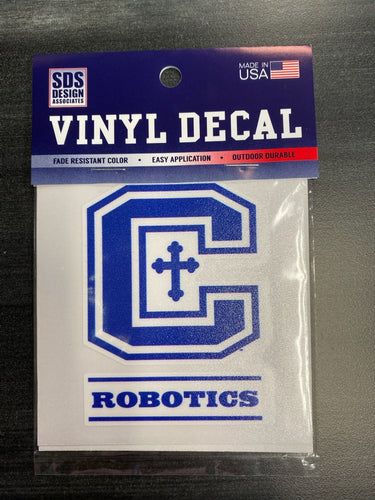 SDS
DESIGN
ASSOCIATES
MADE IN
USA
VINYL DECAL
FADE RESISTANT COLOR • EASY APPLICATION • OUTDOOR DURABLE
C
ROBOTICS